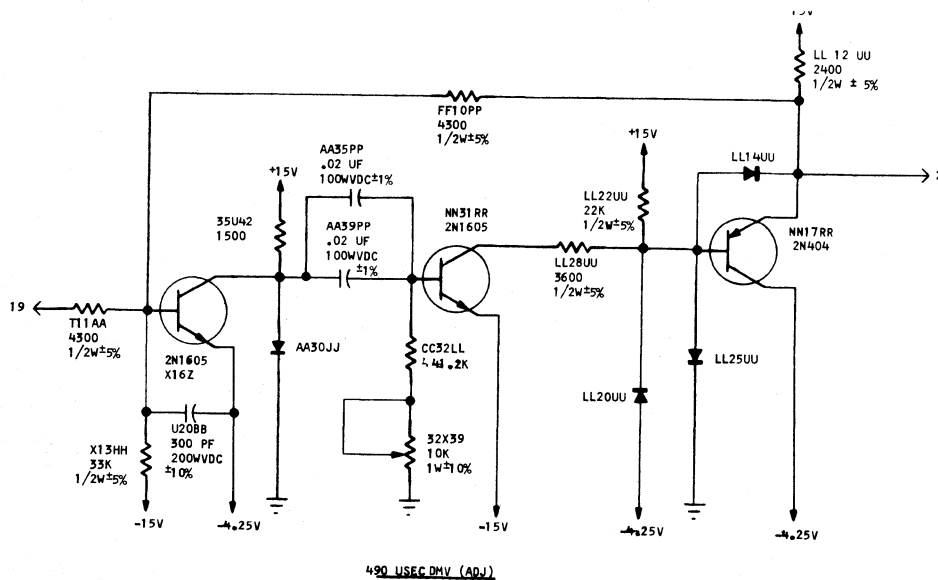 LL 12 UU
2400
1/2W ± 5%
FF10PP
4300
1/2W±5%
+15V
AA35PP
.02 UF
100WVDC±1%
+15V
LL14UU
35U42
1500
AA39PP
.02 UF
100WVDC
±1%
NN31RR
2N1605
LL22UU
22K
1/2W±5%
NN17RR
2N404
LL28UU
3600
1/2W±5%
19
T11AA
4300
1/2W±5%
2N1605
X16Z
AA30JJ
CC32LL
41.2K
LL25UU
LL20UU
U20BB
300 PF
200WVDC
±10%
X13HH
33K
1/2W±5%
32X39
10K
1W±10%
-15V
-4.25V
-15V
-4.25V
-4.25V
490 USEC DMV (ADJ)